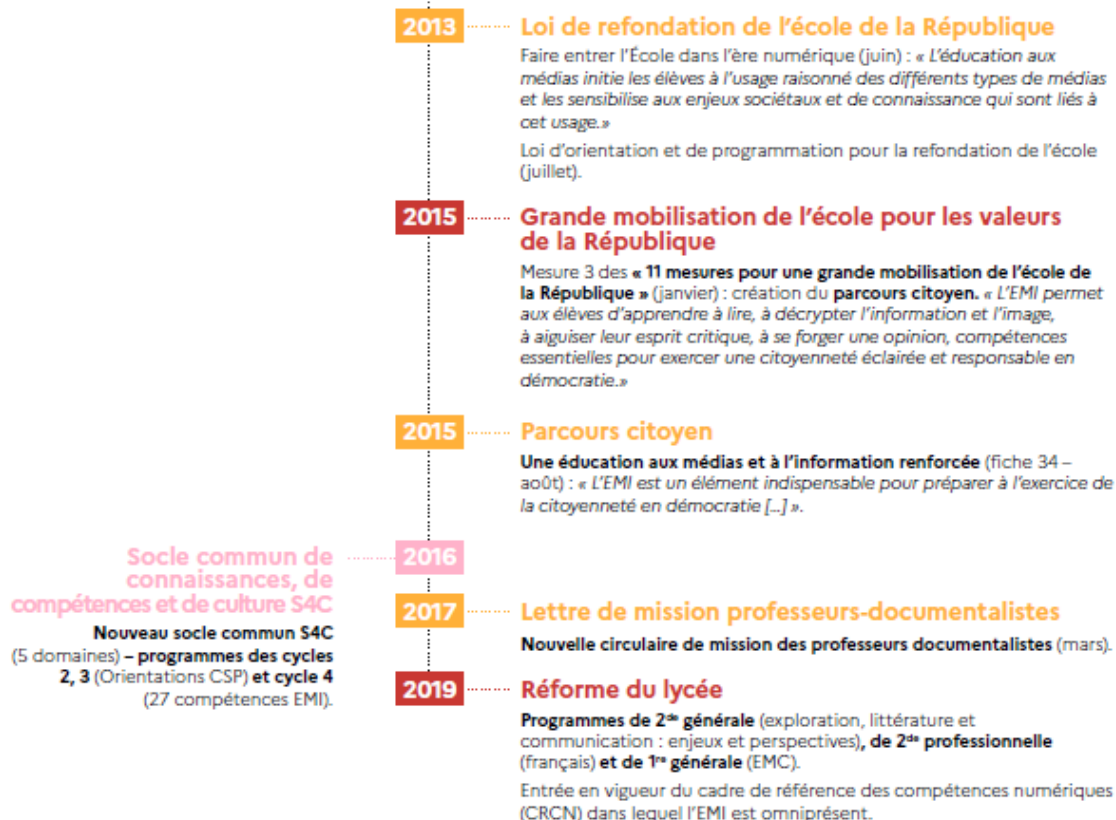 2013
Loi de refondation de l'école de la République
Faire entrer l'École dans l'ère numérique (juin) : « L'éducation aux
médias initie les élèves à l'usage raisonné des différents types de médias
et les sensibilise aux enjeux sociétaux et de connaissance qui sont liés à
cet usage.»
Loi d'orientation et de programmation pour la refondation de l'école
(juillet).
2015
Grande mobilisation de l'école pour les valeurs
de la République
Mesure 3 des « 11 mesures pour une grande mobilisation de l'école de
la République » (janvier) : création du parcours citoyen. « L'EMI permet
aux élèves d'apprendre à lire, à décrypter l'information et l'image,
à aiguiser leur esprit critique, à se forger une opinion, compétences
essentielles pour exercer une citoyenneté éclairée et responsable en
démocratie.»
2015
Parcours citoyen
Une éducation aux médias et à l'information renforcée (fiche 34 –
août) : « L'EMI est un élément indispensable pour préparer à l'exercice de
la citoyenneté en démocratie [...] ».
2016
Socle commun de
connaissances, de
compétences et de culture S4C
Nouveau socle commun S4C
(5 domaines) – programmes des cycles
2, 3 (Orientations CSP) et cycle 4
(27 compétences EMI).
2017
Lettre de mission professeurs-documentalistes
Nouvelle circulaire de mission des professeurs documentalistes (mars).
2019
Réforme du lycée
Programmes de 2de générale (exploration, littérature et
communication : enjeux et perspectives), de 2de professionnelle
(français) et de 1re générale (EMC).
Entrée en vigueur du cadre de référence des compétences numériques
(CRCN) dans lequel l'EMI est omniprésent.